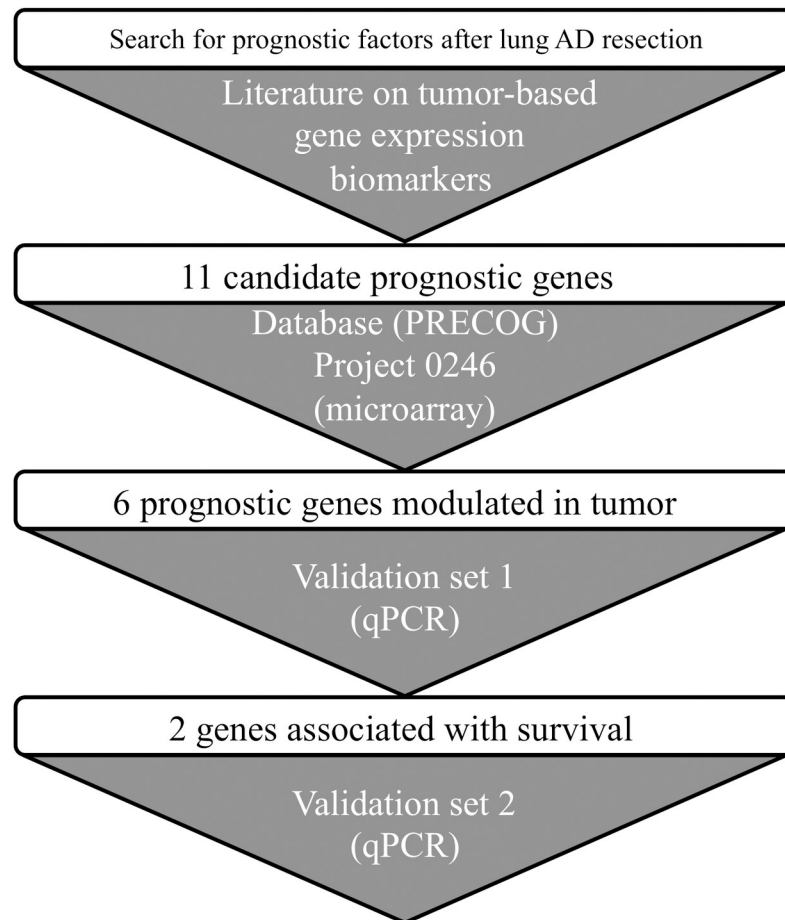 Search for prognostic factors after lung AD resection
Literature on tumor-based
gene expression
biomarkers
11 candidate prognostic genes
Database (PRECOG)
Project 0246
(microarray)
6 prognostic genes modulated in tumor
Validation set 1
(qPCR)
2 genes associated with survival
Validation set 2
(qPCR)